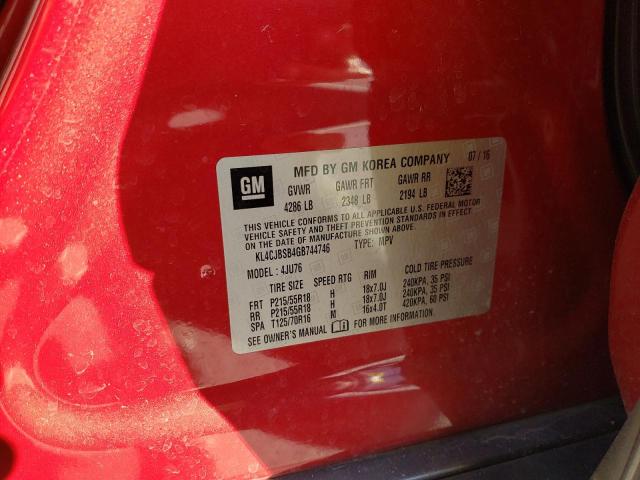 GM
MFD BY GM KOREA COMPANY 07 / 16
GVWR GAWR FRT GAWR RR
4286 LB 2348 LB 2194 LB
THIS VEHICLE CONFORMS TO ALL APPLICABLE U.S. FEDERAL MOTOR
VEHICLE SAFETY AND THEFT PREVENTION STANDARDS IN EFFECT
ON THE DATE OF MANUFACTURE SHOWN ABOVE.
KL4CJBSB4GB744746 TYPE : MPV
MODEL : 4JU76
TIRE SIZE SPEED RTG RIM COLD TIRE PRESSURE
FRT P215/55R18 H 18x7.0J 240KPA, 35 PSI
RR P215/55R18 H 18x7.0J 240KPA, 35 PSI
SPA T125/70R16 M 16x4.0T 420KPA, 60 PSI
SEE OWNER'S MANUAL FOR MORE INFORMATION